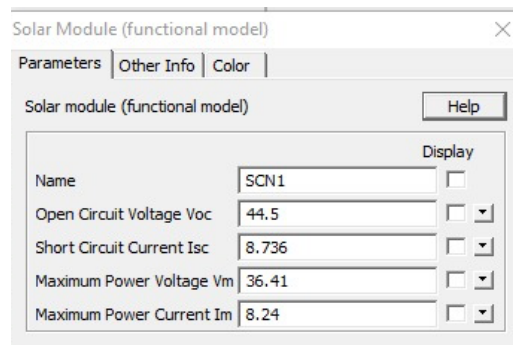 Solar Module (functional model)
Parameters Other Info Color
Solar module (functional model) Help
Display
Name SCN1
Open Circuit Voltage Voc 44.5
Short Circuit Current Isc 8.736
Maximum Power Voltage Vm 36.41
Maximum Power Current Im 8.24